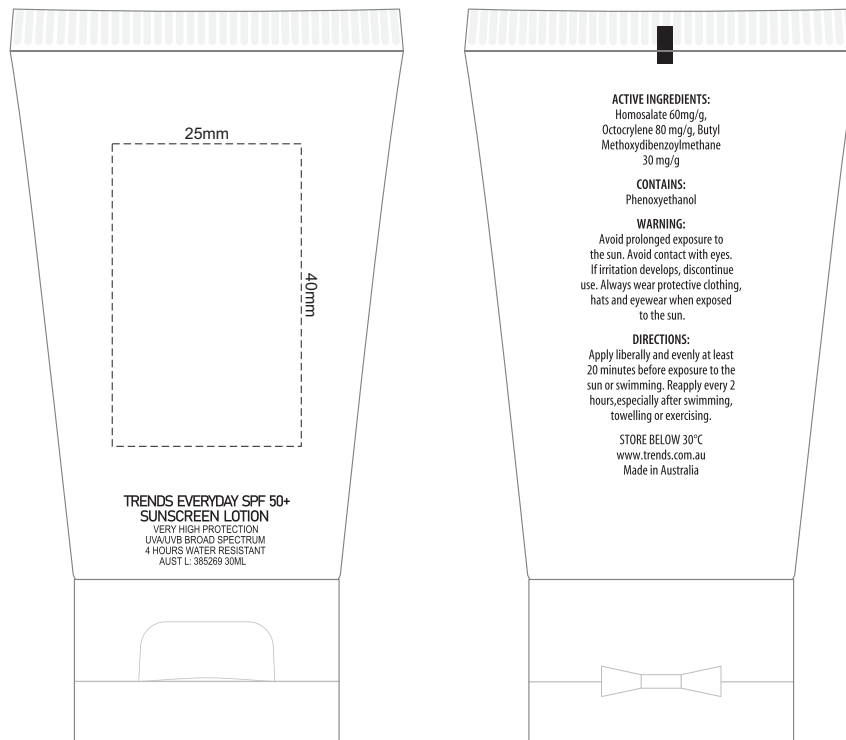 25mm
40mm
TRENDS EVERYDAY SPF 50+
SUNSCREEN LOTION
VERY HIGH PROTECTION
UVA/UVB BROAD SPECTRUM
4 HOURS WATER RESISTANT
AUST L: 385269 30ML
ACTIVE INGREDIENTS:
Homosalate 60mg/g,
Octocrylene 80 mg/g, Butyl
Methoxydibenzoylmethane
30 mg/g
CONTAINS:
Phenoxyethanol
WARNING:
Avoid prolonged exposure to
the sun. Avoid contact with eyes.
If irritation develops, discontinue
use. Always wear protective clothing,
hats and eyewear when exposed
to the sun.
DIRECTIONS:
Apply liberally and evenly at least
20 minutes before exposure to the
sun or swimming. Reapply every 2
hours,especially after swimming,
towelling or exercising.
STORE BELOW 30°C
www.trends.com.au
Made in Australia